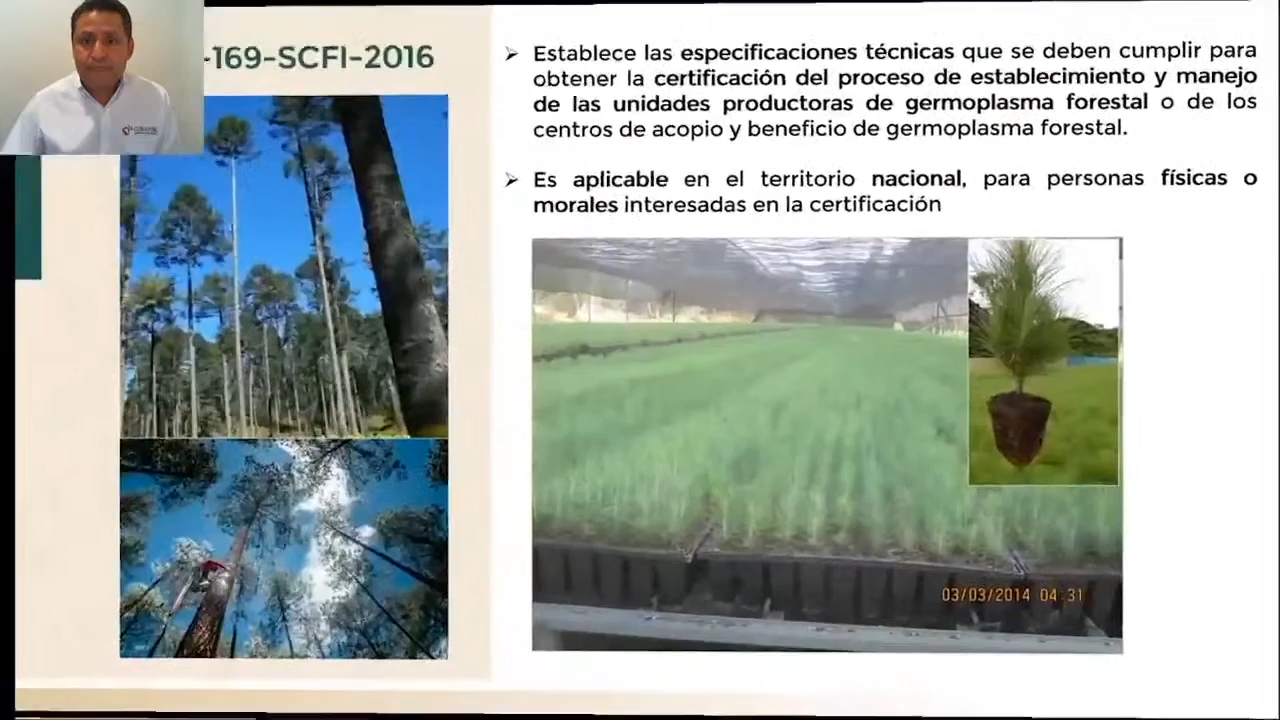 -169-SCFI-2016
➢ Establece las especificaciones técnicas que se deben cumplir para
obtener la certificación del proceso de establecimiento y manejo
de las unidades productoras de germoplasma forestal o de los
centros de acopio y beneficio de germoplasma forestal.
➢ Es aplicable en el territorio nacional, para personas físicas o
morales interesadas en la certificación
03/03/2014 04:31